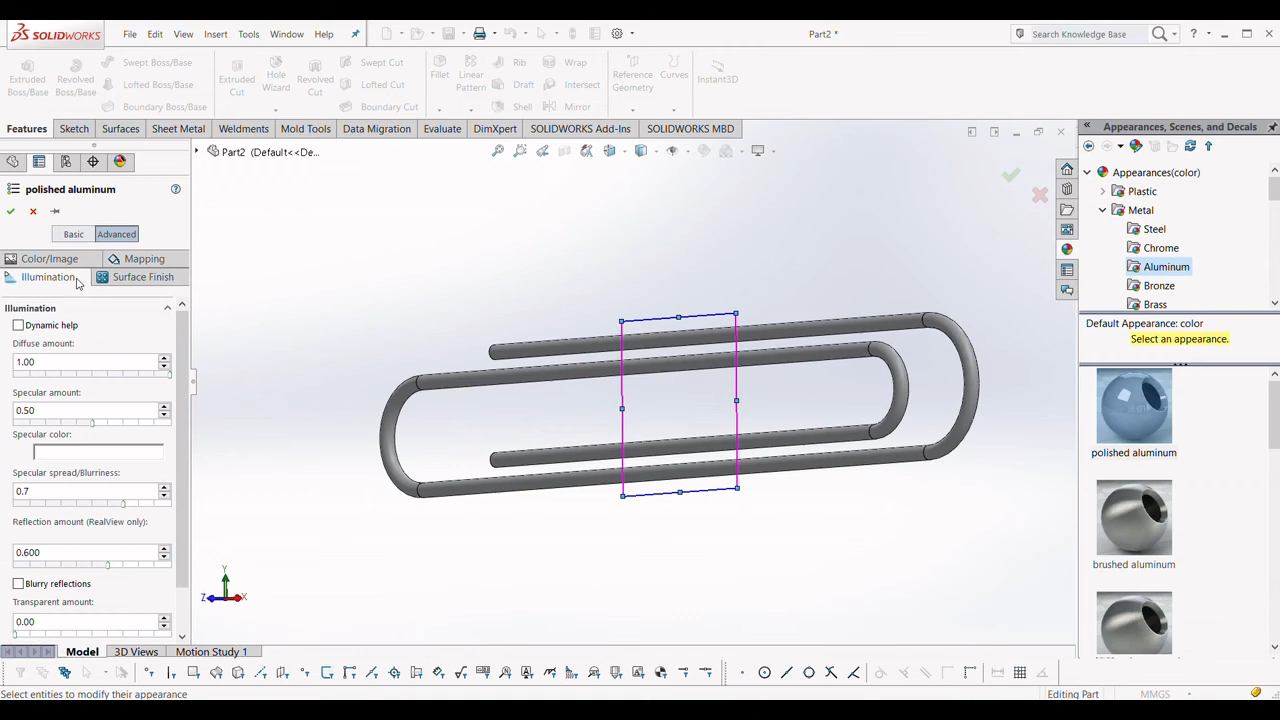 SOLIDWORKS File Edit View Insert Tools Window Help Part2 * Search Knowledge Base ?
Extruded Boss/Base Revolved Boss/Base Swept Boss/Base Lofted Boss/Base Boundary Boss/Base Extruded Cut Hole Wizard Revolved Cut Swept Cut Lofted Cut Boundary Cut Fillet Linear Pattern Rib Draft Shell Wrap Intersect Mirror Reference Geometry Curves Instant3D
Features Sketch Surfaces Sheet Metal Weldments Mold Tools Data Migration Evaluate DimXpert SOLIDWORKS Add-Ins SOLIDWORKS MBD
Part2 (Default<<De...
polished aluminum
Basic Advanced
Color/Image Mapping
Illumination Surface Finish
Illumination
Dynamic help
Diffuse amount:
1.00
Specular amount:
0.50
Specular color:
Specular spread/Blurriness:
0.7
Reflection amount (RealView only):
0.600
Blurry reflections
Transparent amount:
0.00
Y
Z X
Appearances, Scenes, and Decals
Appearances(color)
Plastic
Metal
Steel
Chrome
Aluminum
Bronze
Brass
Default Appearance: color
Select an appearance.
polished aluminum
brushed aluminum
Model 3D Views Motion Study 1
Select entities to modify their appearance Editing Part MMGS